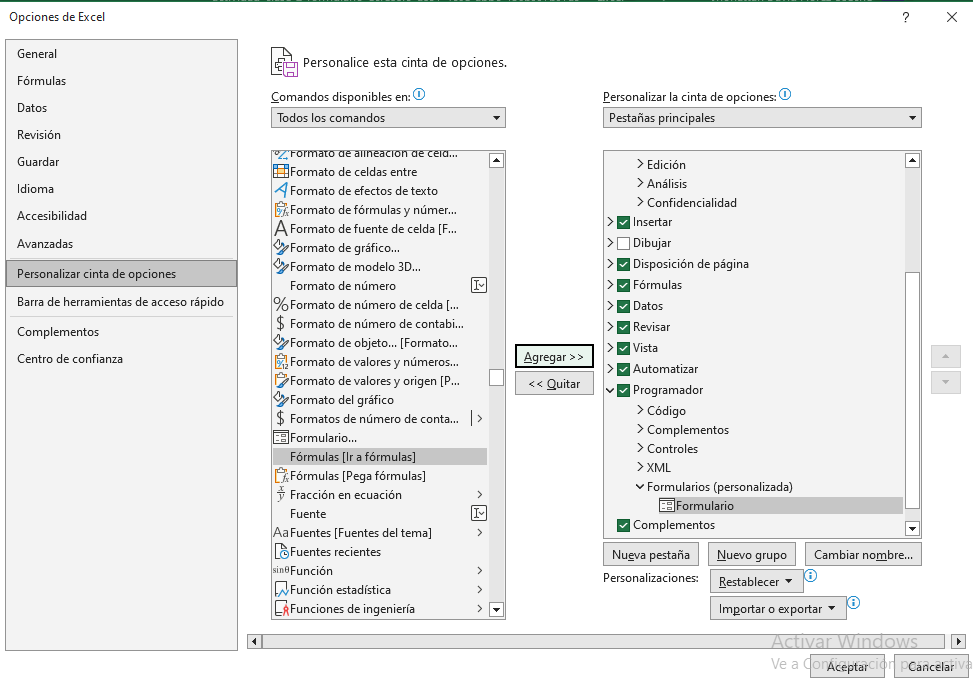 Opciones de Excel
?
General
Fórmulas
Datos
Revisión
Guardar
Idioma
Accesibilidad
Avanzadas
Personalizar cinta de opciones
Barra de herramientas de acceso rápido
Complementos
Centro de confianza
Personalice esta cinta de opciones.
Comandos disponibles en:
Todos los comandos
Formato de alineación de celd...
Formato de celdas entre
Formato de efectos de texto
Formato de fórmulas y númer...
Formato de fuente de celda [F...
Formato de gráfico...
Formato de modelo 3D...
Formato de número
Formato de número de celda [...
Formato de número de contabi...
Formato de objeto... [Formato...
Formato de valores y números...
Formato de valores y origen [P...
Formato del gráfico
Formatos de número de conta...
Formulario...
Fórmulas [Ir a fórmulas]
Fórmulas [Pega fórmulas]
Fracción en ecuación
Fuente
Fuentes [Fuentes del tema]
Fuentes recientes
Función
Función estadística
Funciones de ingeniería
Agregar >>
<< Quitar
Personalizar la cinta de opciones:
Pestañas principales
Edición
Análisis
Confidencialidad
Insertar
Dibujar
Disposición de página
Fórmulas
Datos
Revisar
Vista
Automatizar
Programador
Código
Complementos
Controles
XML
Formularios (personalizada)
Formulario
Complementos
Nueva pestaña
Nuevo grupo
Cambiar nombre...
Personalizaciones:
Restablecer
Importar o exportar
Activar Windows
Ve a Configuración para activa
Aceptar
Cancelar